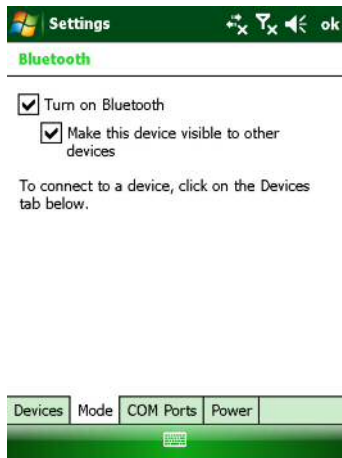 Settings ok
Bluetooth
Turn on Bluetooth
Make this device visible to other
devices
To connect to a device, click on the Devices
tab below.
Devices Mode COM Ports Power